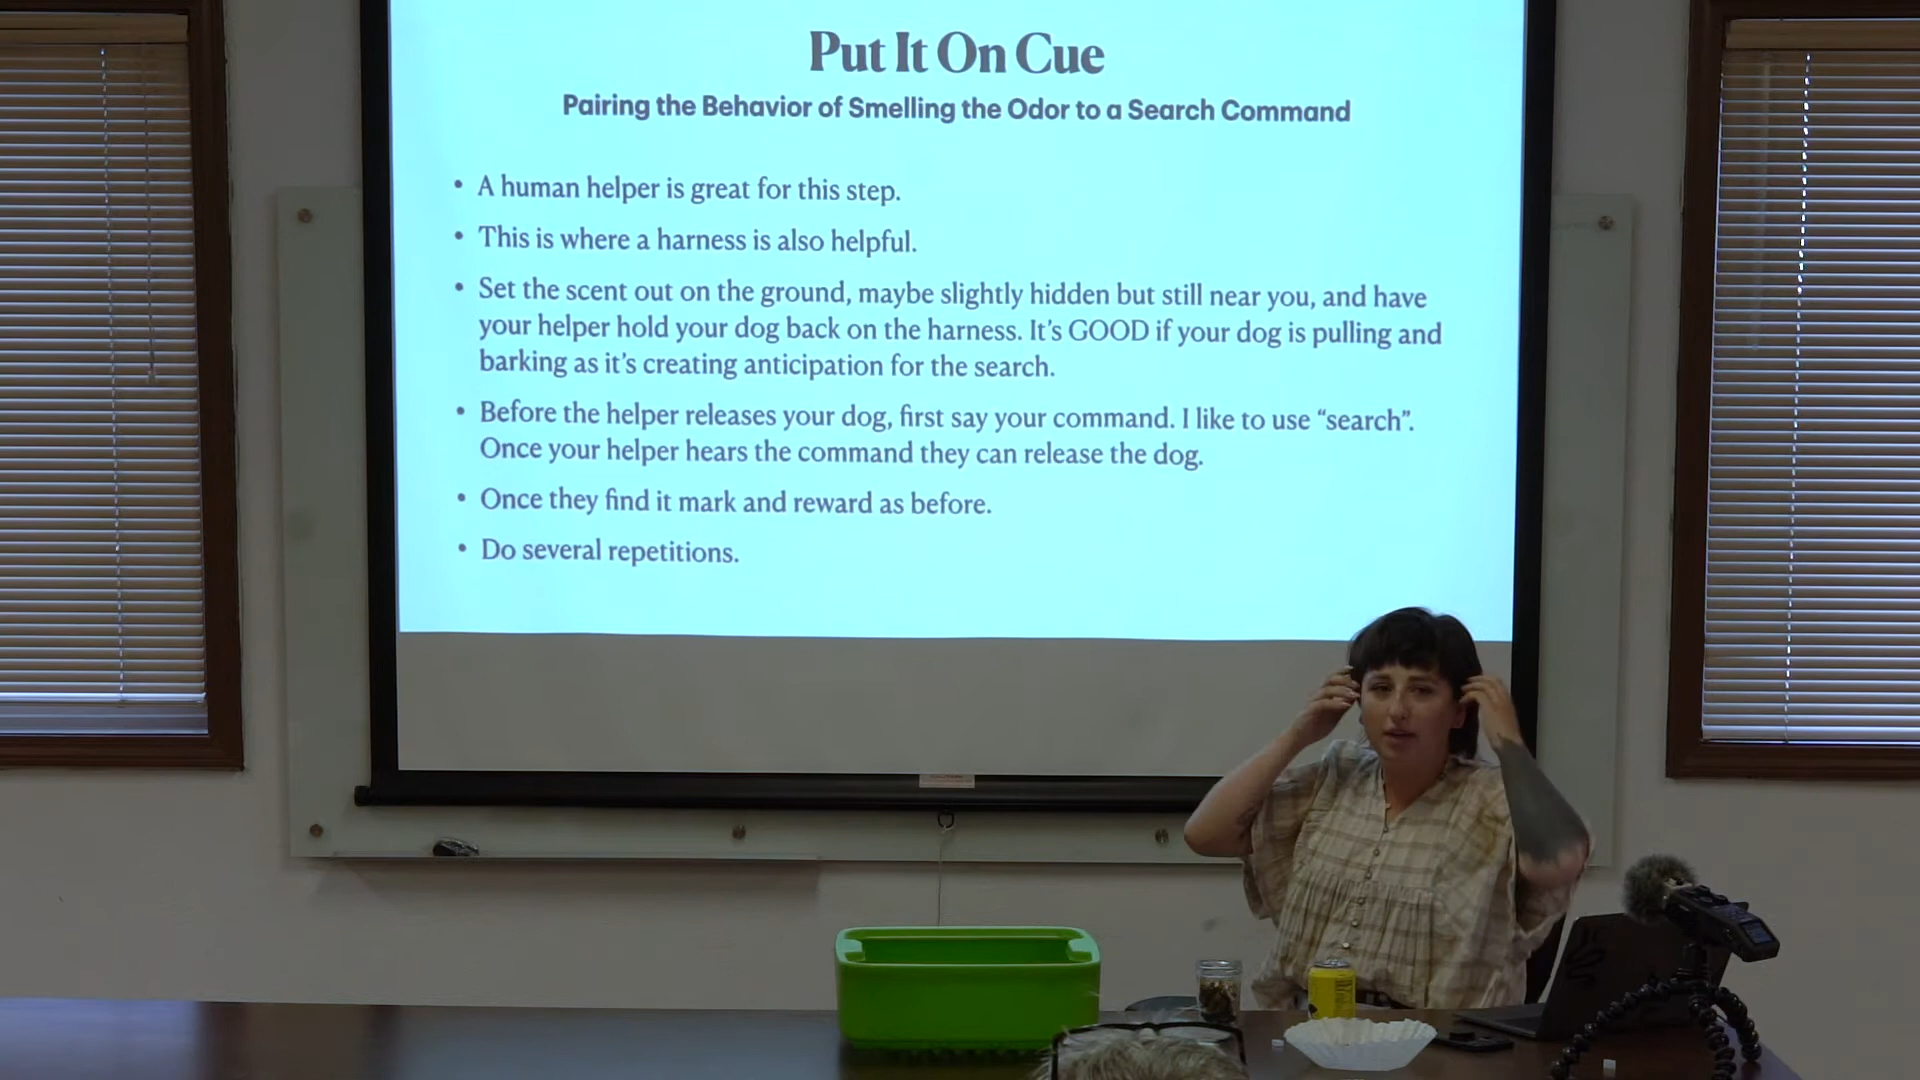 Put It On Cue
Pairing the Behavior of Smelling the Odor to a Search Command
• A human helper is great for this step.
• This is where a harness is also helpful.
• Set the scent out on the ground, maybe slightly hidden but still near you, and have
your helper hold your dog back on the harness. It’s GOOD if your dog is pulling and
barking as it’s creating anticipation for the search.
• Before the helper releases your dog, first say your command. I like to use “search”.
Once your helper hears the command they can release the dog.
• Once they find it mark and reward as before.
• Do several repetitions.